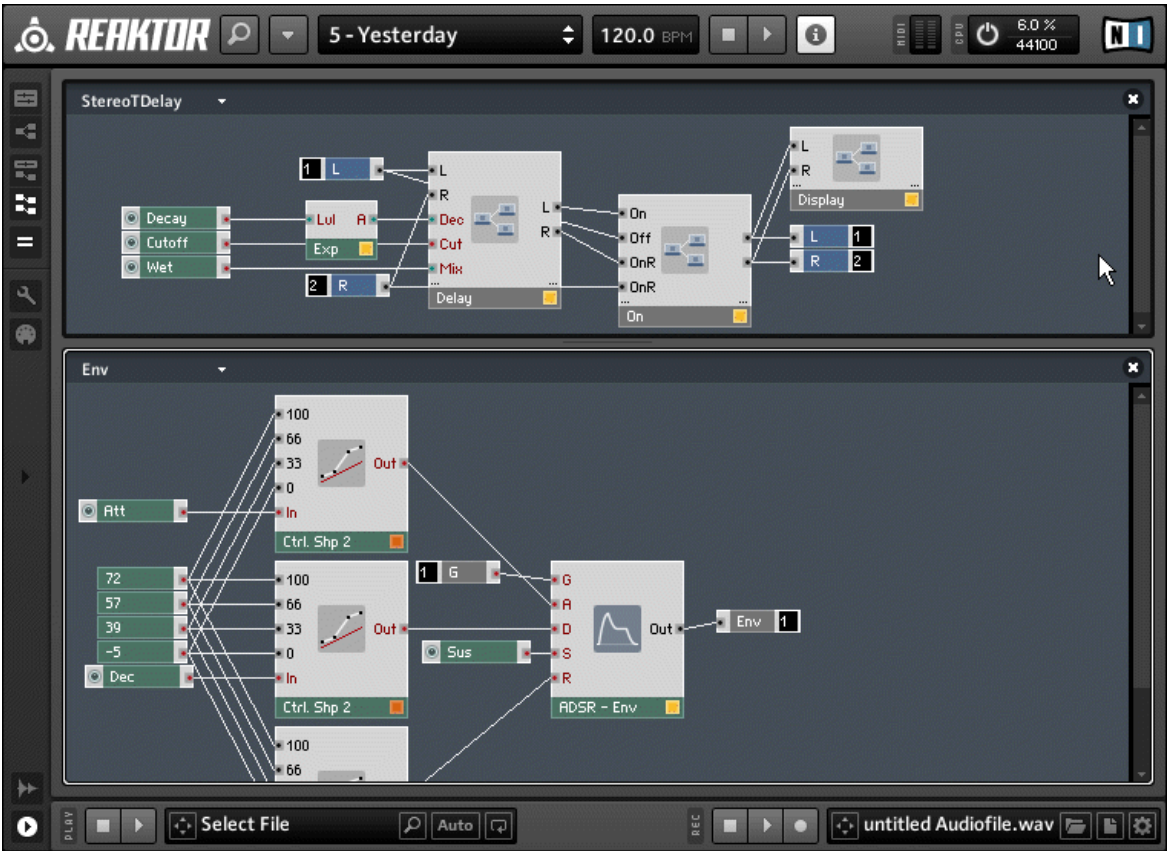 REAKTOR 5 - Yesterday 120.0 BPM i MIDI CPU 6.0 % 44100 NI
StereoTDelay
1 L
L
R
Dec
Cut
Mix
L
R
Delay
Decay
Cutoff
Wet
Lvl A
Exp
2 R
On
Off
OnR
OnR
On
L
R
Display
L 1
R 2
Env
100
66
33
0
In
Out
Ctrl. Shp 2
Att
72
57
39
-5
Dec
100
66
33
0
In
Out
Ctrl. Shp 2
100
66
1 G
Sus
G
A
D
S
R
Out
ADSR - Env
Env 1
PLAY Select File Auto REC untitled Audiofile.wav